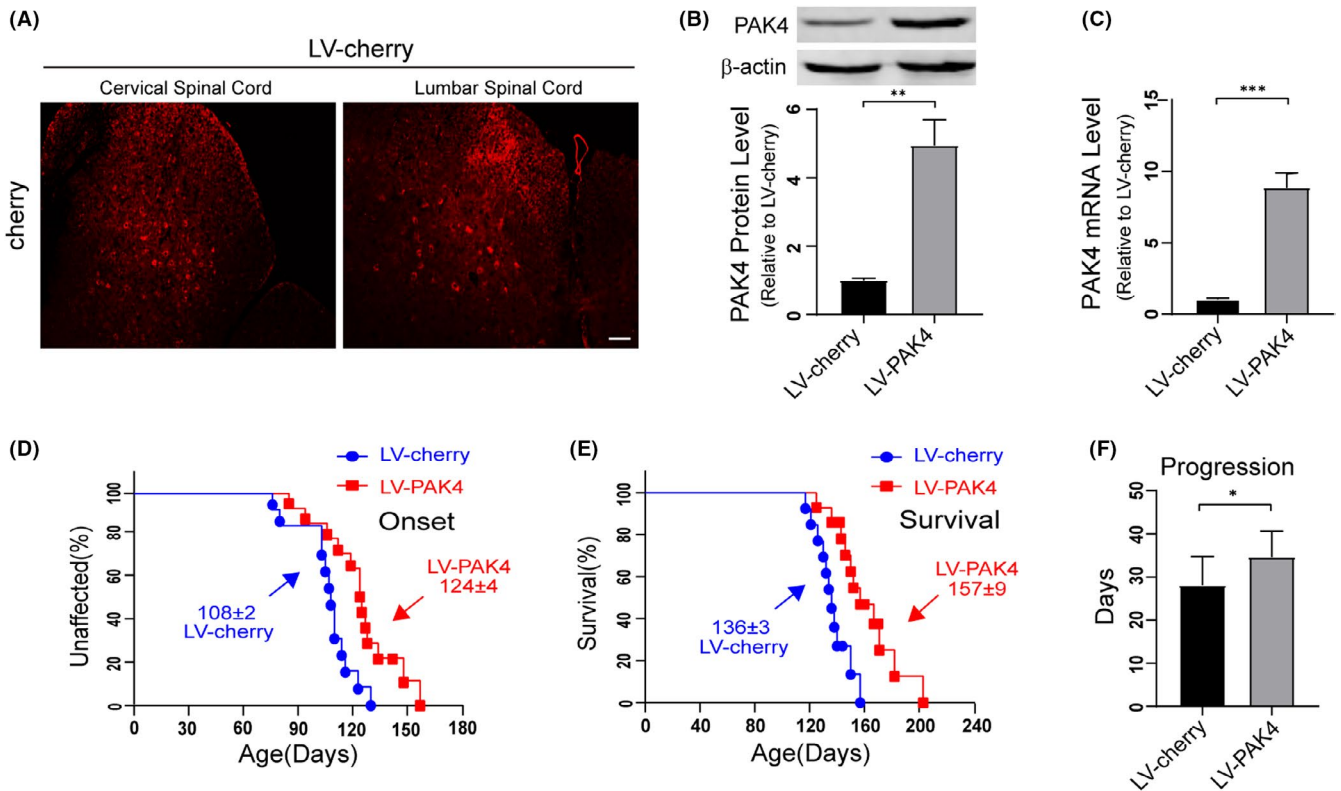 (A)
LV-cherry
Cervical Spinal Cord
Lumbar Spinal Cord
cherry
(B)
PAK4
β-actin
**
PAK4 Protein Level
(Relative to LV-cherry)
6
4
2
0
LV-cherry
LV-PAK4
(C)
***
PAK4 mRNA Level
(Relative to LV-cherry)
15
10
5
0
LV-cherry
LV-PAK4
(D)
LV-cherry
LV-PAK4
Onset
Unaffected(%)
100
80
60
40
20
0
LV-PAK4
124±4
108±2
LV-cherry
0
30
60
90
120
150
180
Age(Days)
(E)
LV-cherry
LV-PAK4
Survival
Survival(%)
100
80
60
40
20
0
LV-PAK4
157±9
136±3
LV-cherry
0
40
80
120
160
200
240
Age(Days)
(F)
Progression
*
Days
50
40
30
20
10
0
LV-cherry
LV-PAK4